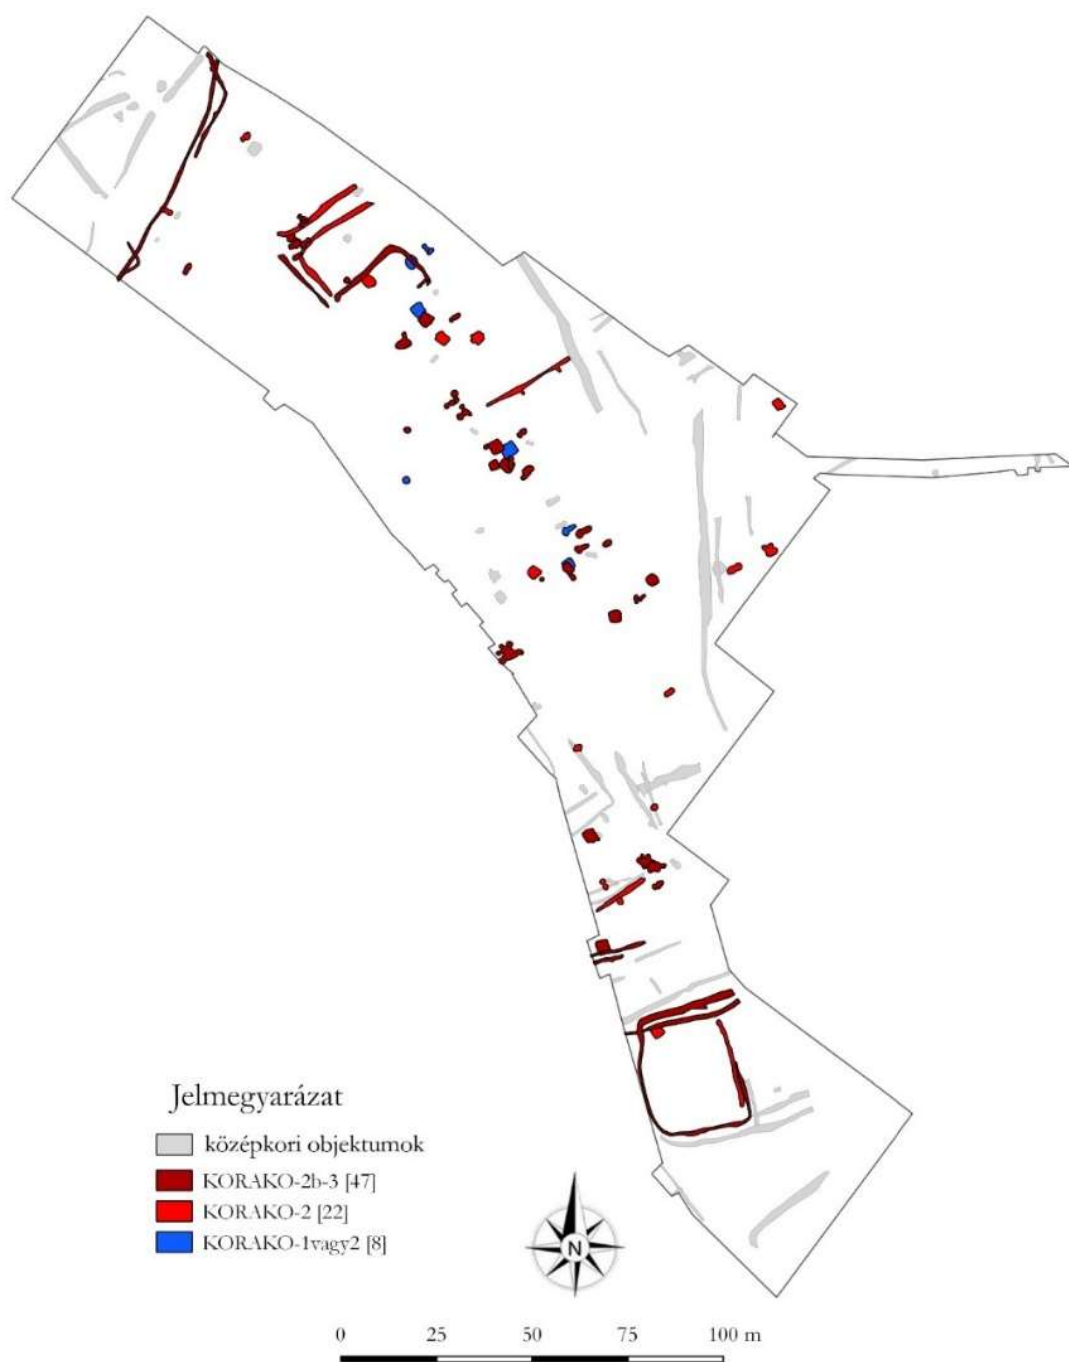 Jelmegyarázat
középkori objektumok
KORAKO-2b-3 [47]
KORAKO-2 [22]
KORAKO-1vagy2 [8]
N
0 25 50 75 100 m